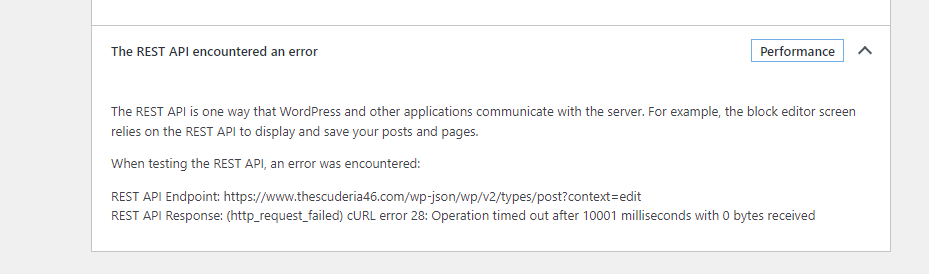 The REST API encountered an error
Performance
The REST API is one way that WordPress and other applications communicate with the server. For example, the block editor screen
relies on the REST API to display and save your posts and pages.
When testing the REST API, an error was encountered:
REST API Endpoint: https://www.thescuderia46.com/wp-json/wp/v2/types/post?context=edit
REST API Response: (http_request_failed) cURL error 28: Operation timed out after 10001 milliseconds with 0 bytes received